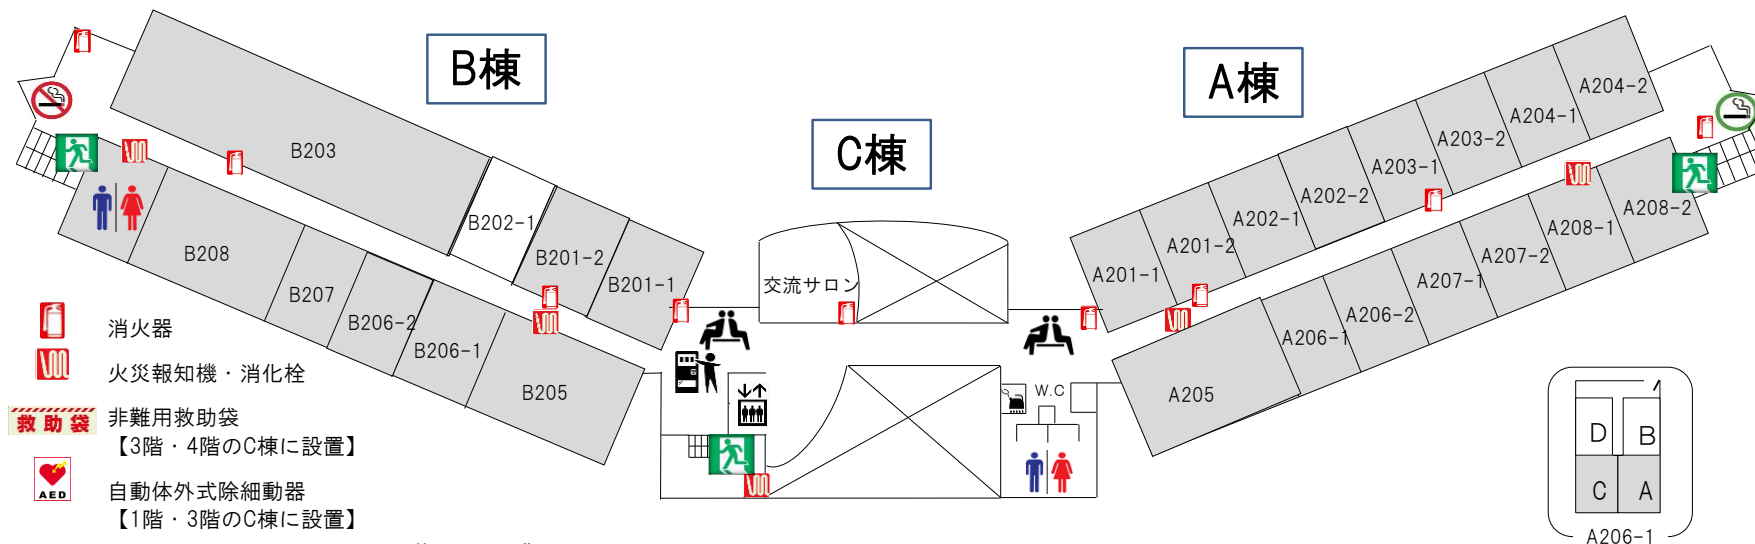 B棟
A棟
C棟
B203
B202-1
B201-2
B201-1
B208
B207
B206-2
B206-1
B205
交流サロン
A201-1
A201-2
A202-1
A202-2
A203-1
A203-2
A204-1
A204-2
A205
A206-1
A206-2
A207-1
A207-2
A208-1
A208-2
W.C
消火器
火災報知機・消化栓
救助袋
非難用救助袋
【3階・4階のC棟に設置】
AED
自動体外式除細動器
【1階・3階のC棟に設置】
D
B
C
A
A206-1